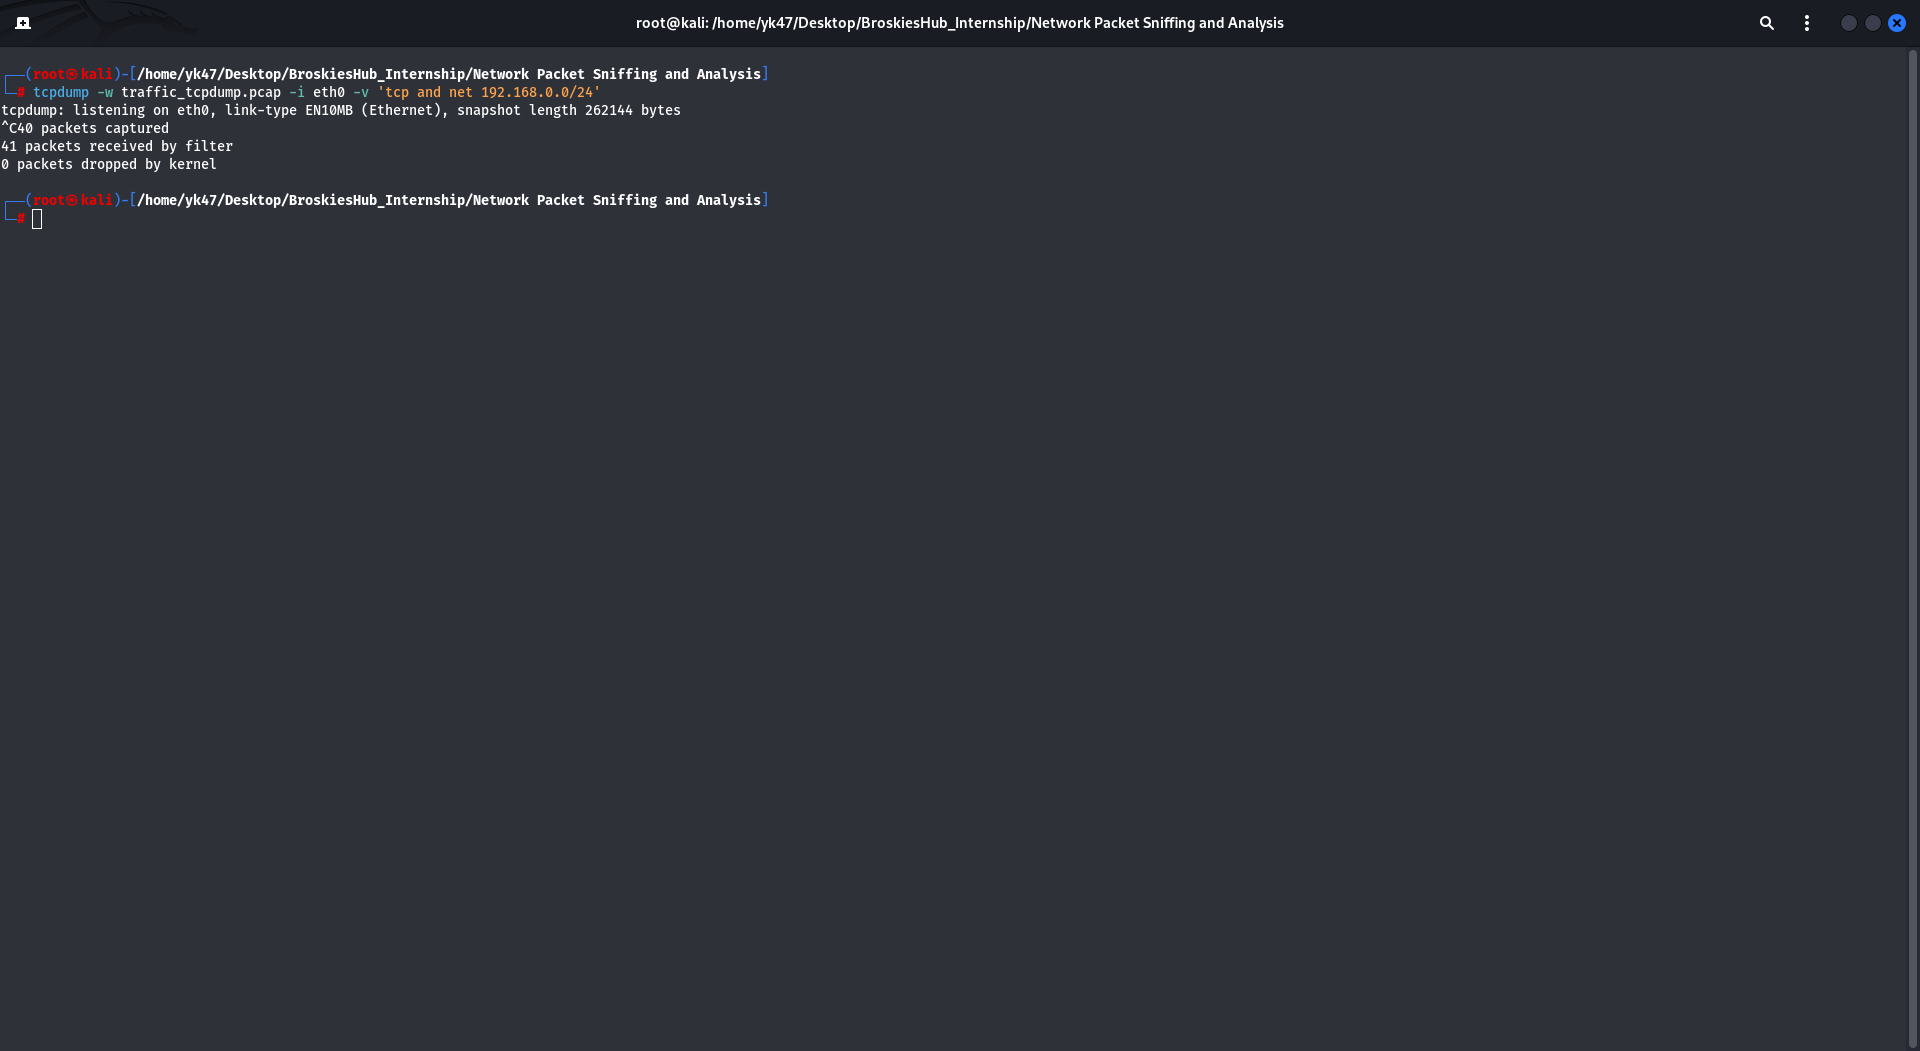 root@kali: /home/yk47/Desktop/BroskiesHub_Internship/Network Packet Sniffing and Analysis
┌──(root㉿kali)-[/home/yk47/Desktop/BroskiesHub_Internship/Network Packet Sniffing and Analysis]
└─# tcpdump -w traffic_tcpdump.pcap -i eth0 -v 'tcp and net 192.168.0.0/24'
tcpdump: listening on eth0, link-type EN10MB (Ethernet), snapshot length 262144 bytes
^C40 packets captured
41 packets received by filter
0 packets dropped by kernel
┌──(root㉿kali)-[/home/yk47/Desktop/BroskiesHub_Internship/Network Packet Sniffing and Analysis]
└─#